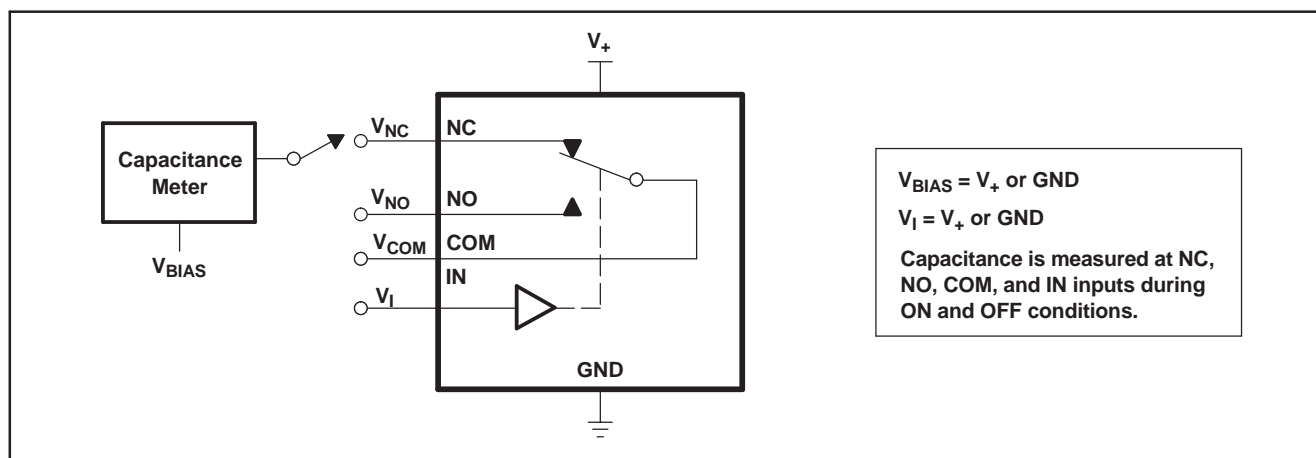 V+
VNC
NC
Capacitance
Meter
VBIAS
VNO
NO
VCOM
COM
IN
VI
GND
VBIAS = V+ or GND
VI = V+ or GND
Capacitance is measured at NC,
NO, COM, and IN inputs during
ON and OFF conditions.